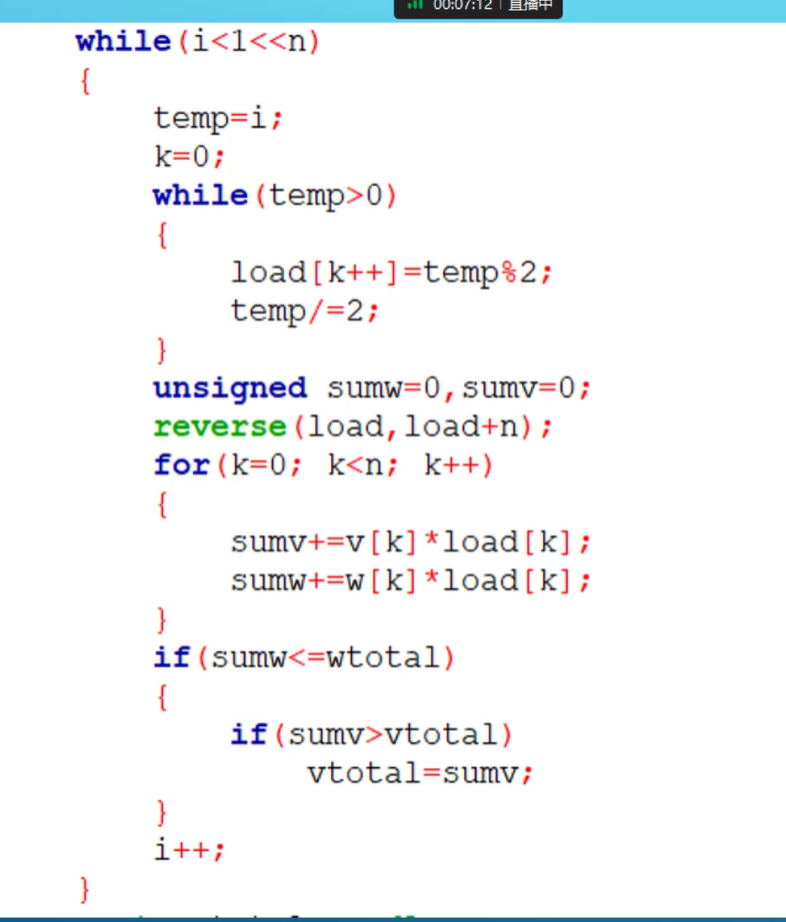 00:07:12 | 直播中
while(i<1<<n)
{
temp=i;
k=0;
while(temp>0)
{
load[k++]=temp%2;
temp/=2;
}
unsigned sumw=0,sumv=0;
reverse(load,load+n);
for(k=0; k<n; k++)
{
sumv+=v[k]*load[k];
sumw+=w[k]*load[k];
}
if(sumw<=wtotal)
{
if(sumv>vtotal)
vtotal=sumv;
}
i++;
}